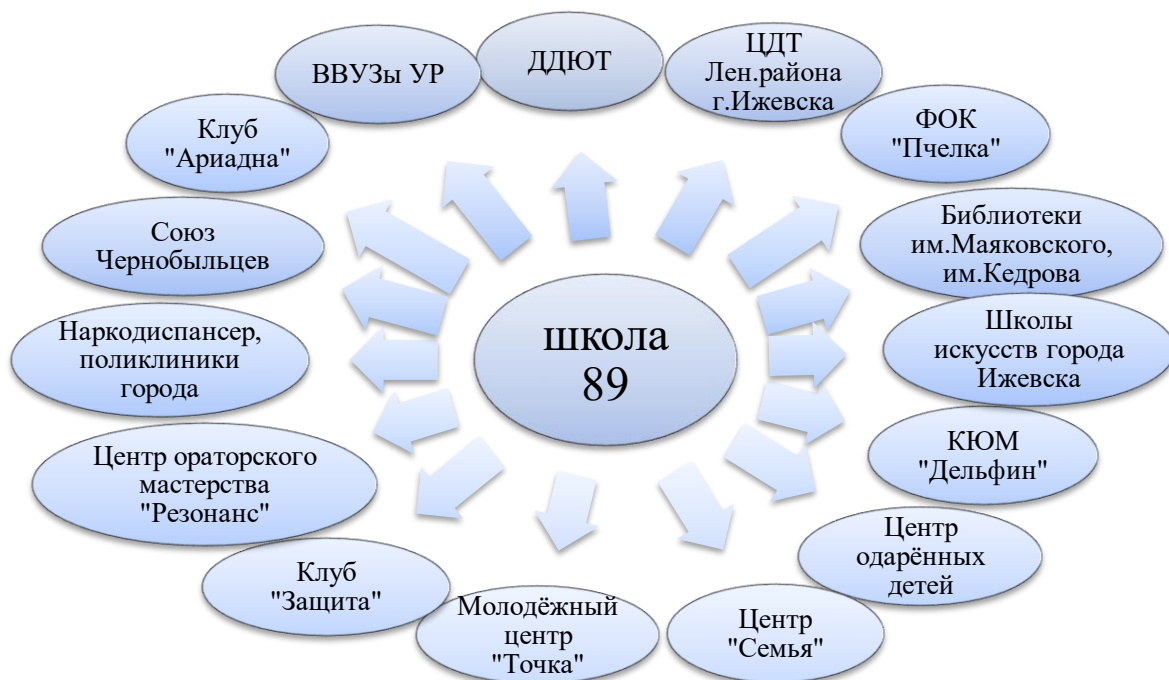 ДДЮТ
ЦДТ
Лен.района
г.Ижевска
ФОК
"Пчелка"
Библиотеки
им.Маяковского,
им.Кедрова
Школы
искусств города
Ижевска
КЮМ
"Дельфин"
Центр
одарённых
детей
Центр
"Семья"
Молодёжный
центр
"Точка"
Клуб
"Защита"
Центр ораторского
мастерства
"Резонанс"
Наркодиспансер,
поликлиники
города
Союз
Чернобыльцев
Клуб
"Ариадна"
ВВУЗы УР
школа
89